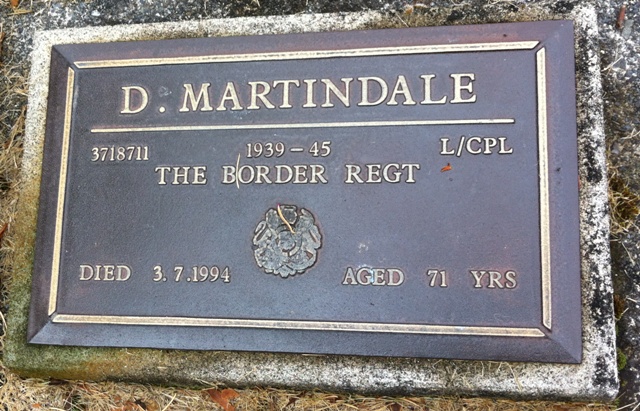 D. MARTINDALE
3718711 1939-45 L/CPL
THE BORDER REGT
DIED 3.7.1994 AGED 71 YRS